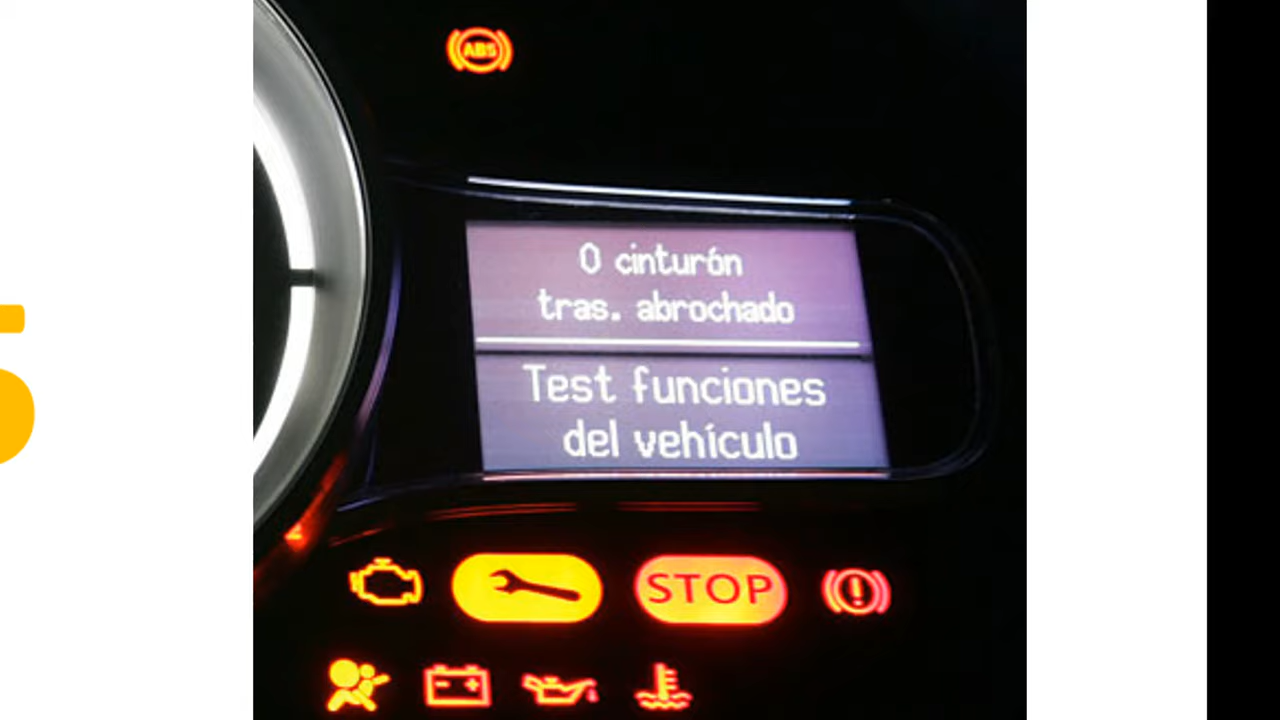 ABS
0 cinturón
tras. abrochado
Test funciones
del vehículo
STOP